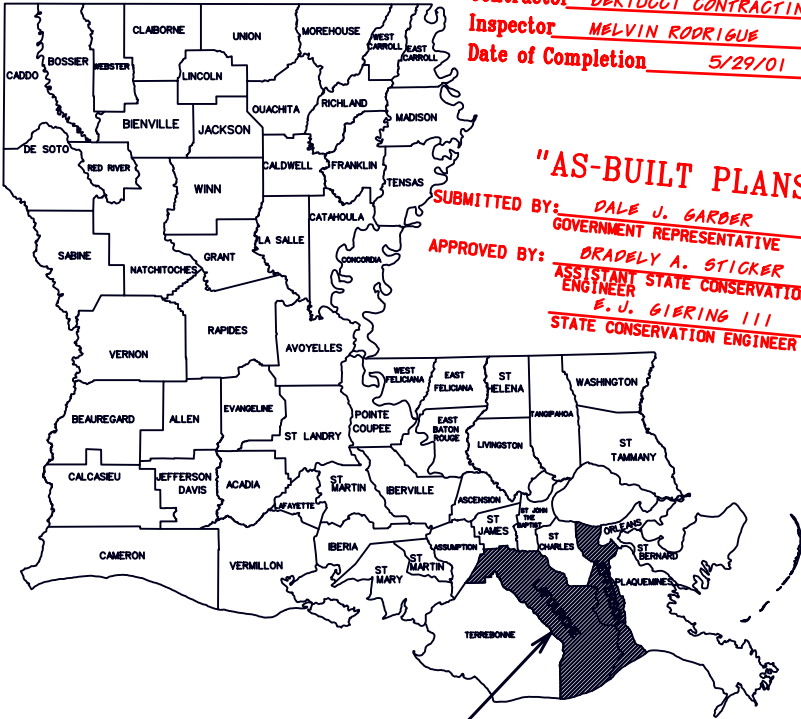 Contractor BERTUCCI CONTRACTIN
Inspector MELVIN RODRIGUE
Date of Completion 5/29/01
"AS-BUILT PLANS
SUBMITTED BY: DALE J. GARBER
GOVERNMENT REPRESENTATIVE
APPROVED BY: BRADELY A. STICKER
ASSISTANT STATE CONSERVATIO
ENGINEER
E. J. GIERING III
STATE CONSERVATION ENGINEER
CADDO
BOSSIER
WEBSTER
CLAIBORNE
UNION
MOREHOUSE
WEST
CARROLL
EAST
CARROLL
LINCOLN
OUACHITA
RICHLAND
MADISON
BIENVILLE
JACKSON
DE SOTO
RED RIVER
CALDWELL
FRANKLIN
TENSAS
WINN
CATAHOULA
SABINE
NATCHITOCHES
GRANT
LA SALLE
CONCORDIA
RAPIDES
VERNON
AVOYELLES
WEST
FELICIANA
EAST
FELICIANA
ST
HELENA
WASHINGTON
BEAUREGARD
ALLEN
EVANGELINE
ST LANDRY
POINTE
COUPEE
EAST
BATON
ROUGE
LIVINGSTON
TANGIPAHOA
ST
TAMMANY
CALCASIEU
JEFFERSON
DAVIS
ACADIA
LAFAYETTE
ST
MARTIN
IBERVILLE
ASCENSION
ST JOHN
THE
BAPTIST
ST
JAMES
ST
CHARLES
ORLEANS
ST
BERNARD
CAMERON
VERMILLON
IBERIA
ST
MARTIN
ST
MARY
ASSUMPTION
PLAQUEMINES
LAFOURCHE
TERREBONNE